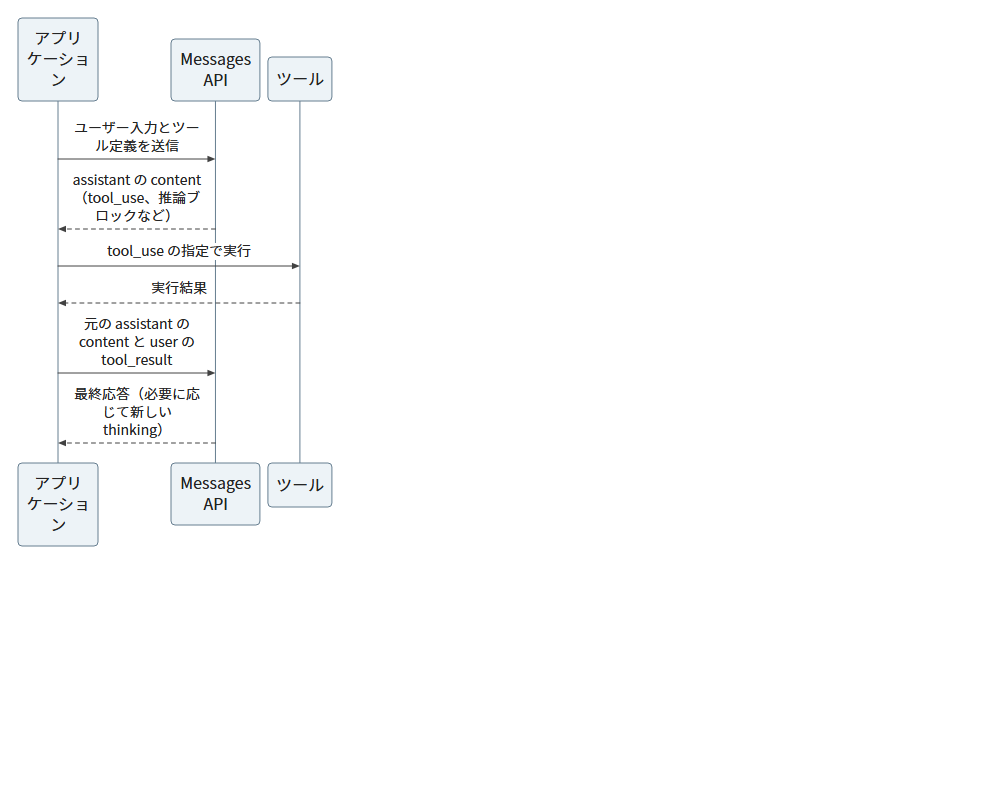 アプリ
ケーショ
ン
Messages
API
ツール
ユーザー入力とツー
ル定義を送信
assistant の content
（tool_use、推論ブ
ロックなど）
tool_use の指定で実行
実行結果
元の assistant の
content と user の
tool_result
最終応答（必要に応
じて新しい
thinking）
アプリ
ケーショ
ン
Messages
API
ツール